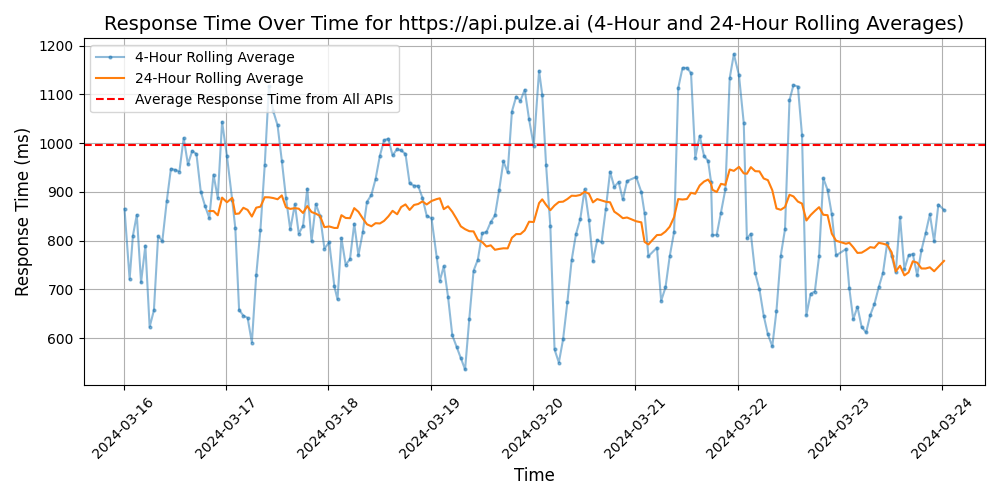 Response Time Over Time for https://api.pulze.ai (4-Hour and 24-Hour Rolling Averages)
4-Hour Rolling Average
24-Hour Rolling Average
Average Response Time from All APIs
Response Time (ms)
1200
1100
1000
900
800
700
600
2024-03-16
2024-03-17
2024-03-18
2024-03-19
2024-03-20
2024-03-21
2024-03-22
2024-03-23
2024-03-24
Time